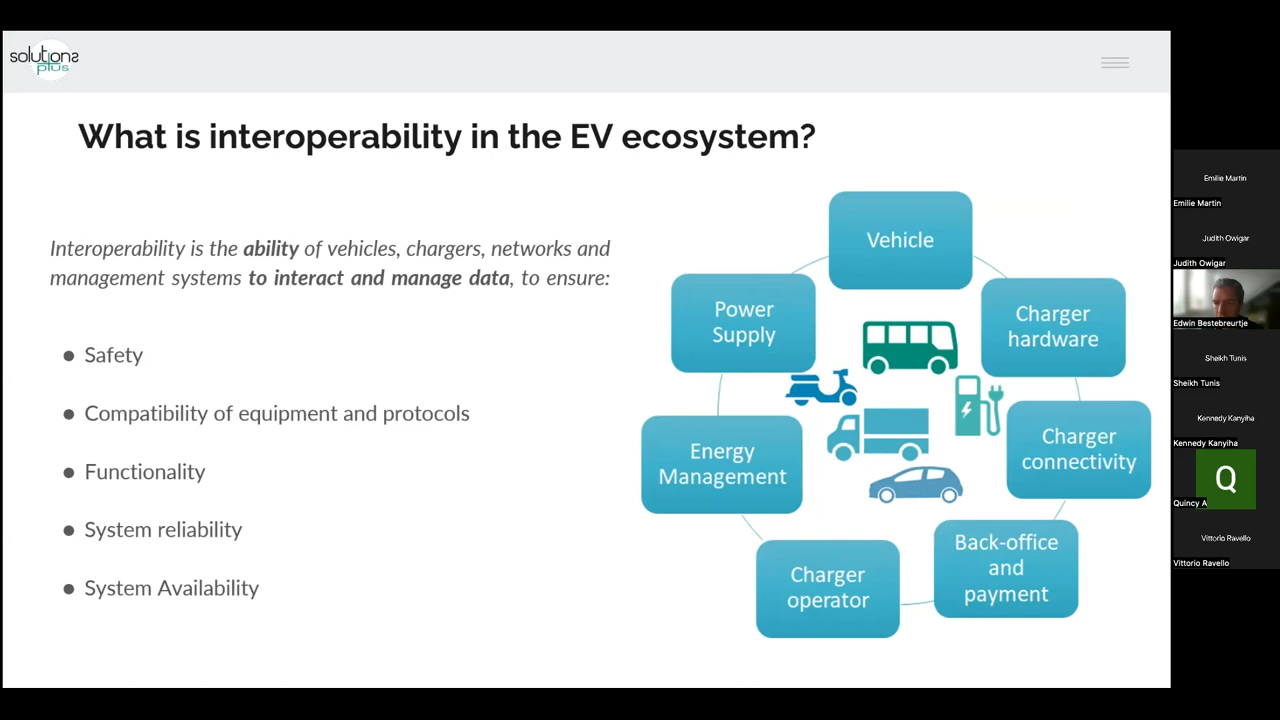 solutions
plus
What is interoperability in the EV ecosystem?
Interoperability is the ability of vehicles, chargers, networks and
management systems to interact and manage data, to ensure:
● Safety
● Compatibility of equipment and protocols
● Functionality
● System reliability
● System Availability
Vehicle
Charger
hardware
Charger
connectivity
Back-office
and
payment
Charger
operator
Energy
Management
Power
Supply
Emilie Martin
Emilie Martin
Judith Owigar
Judith Owigar
Edwin Bestebreurtje
Sheikh Tunis
Sheikh Tunis
Kennedy Kanyiha
Kennedy Kanyiha
Q
Quincy A
Vittorio Ravello
Vittorio Ravello